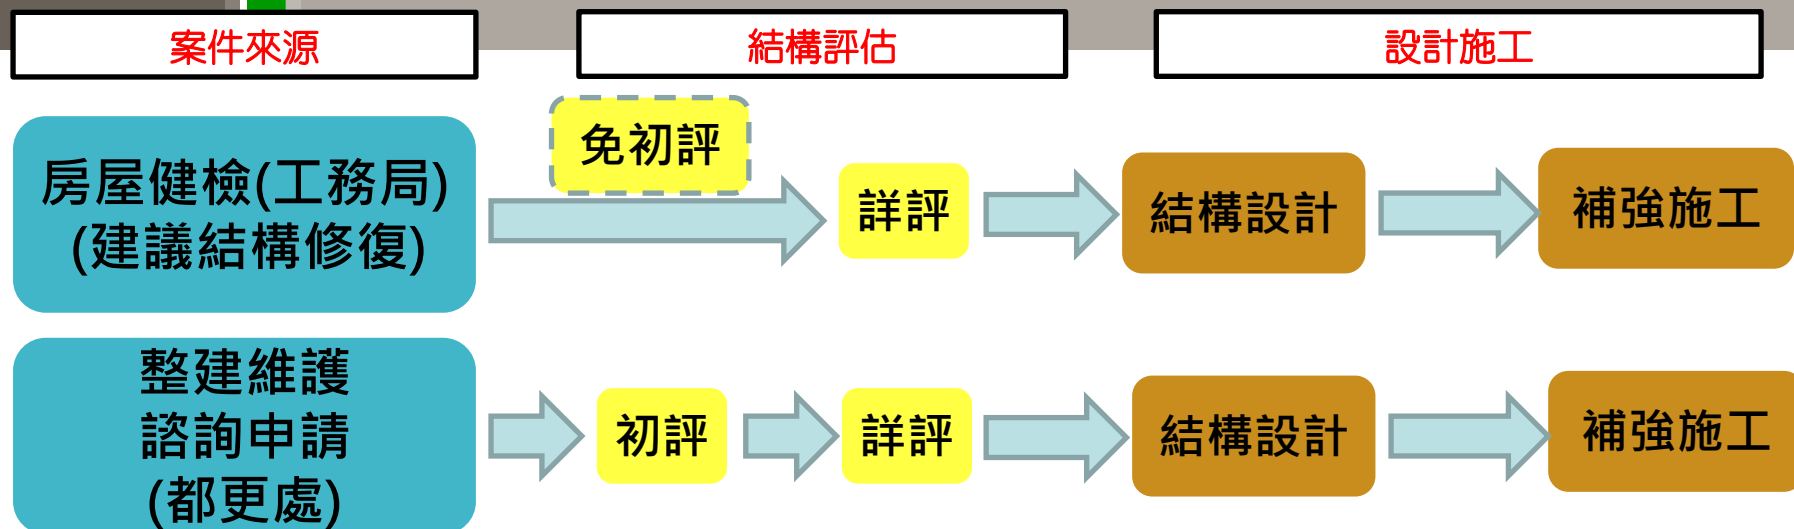 案件來源
結構評估
設計施工
房屋健檢(工務局)
(建議結構修復)
免初評
詳評
結構設計
補強施工
整建維護
諮詢申請
(都更處)
初評
詳評
結構設計
補強施工